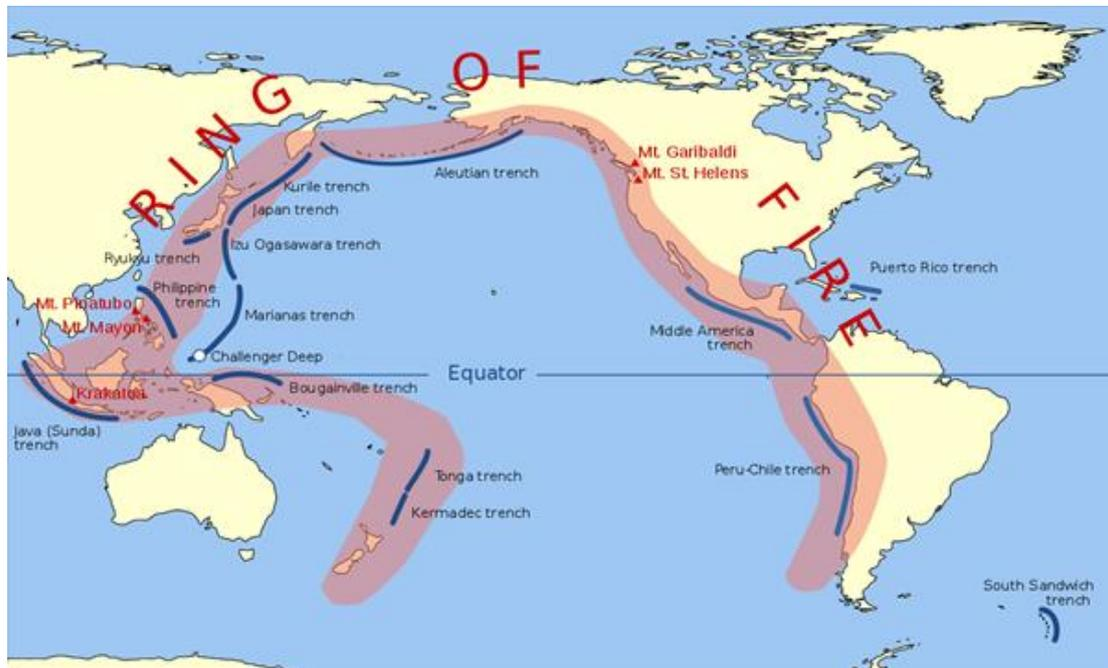 RING OF FIRE
Mt. Garibaldi
Mt. St. Helens
Aleutian trench
Kurile trench
Japan trench
Izu Ogasawara trench
Ryukyu trench
Philippine
trench
Mt. Pinatubo
Mt. Mayon
Marianas trench
Challenger Deep
Puerto Rico trench
Middle America
trench
Equator
Bougainville trench
Krakatoa
Java (Sunda)
trench
Tonga trench
Kermadec trench
Peru-Chile trench
South Sandwich
trench